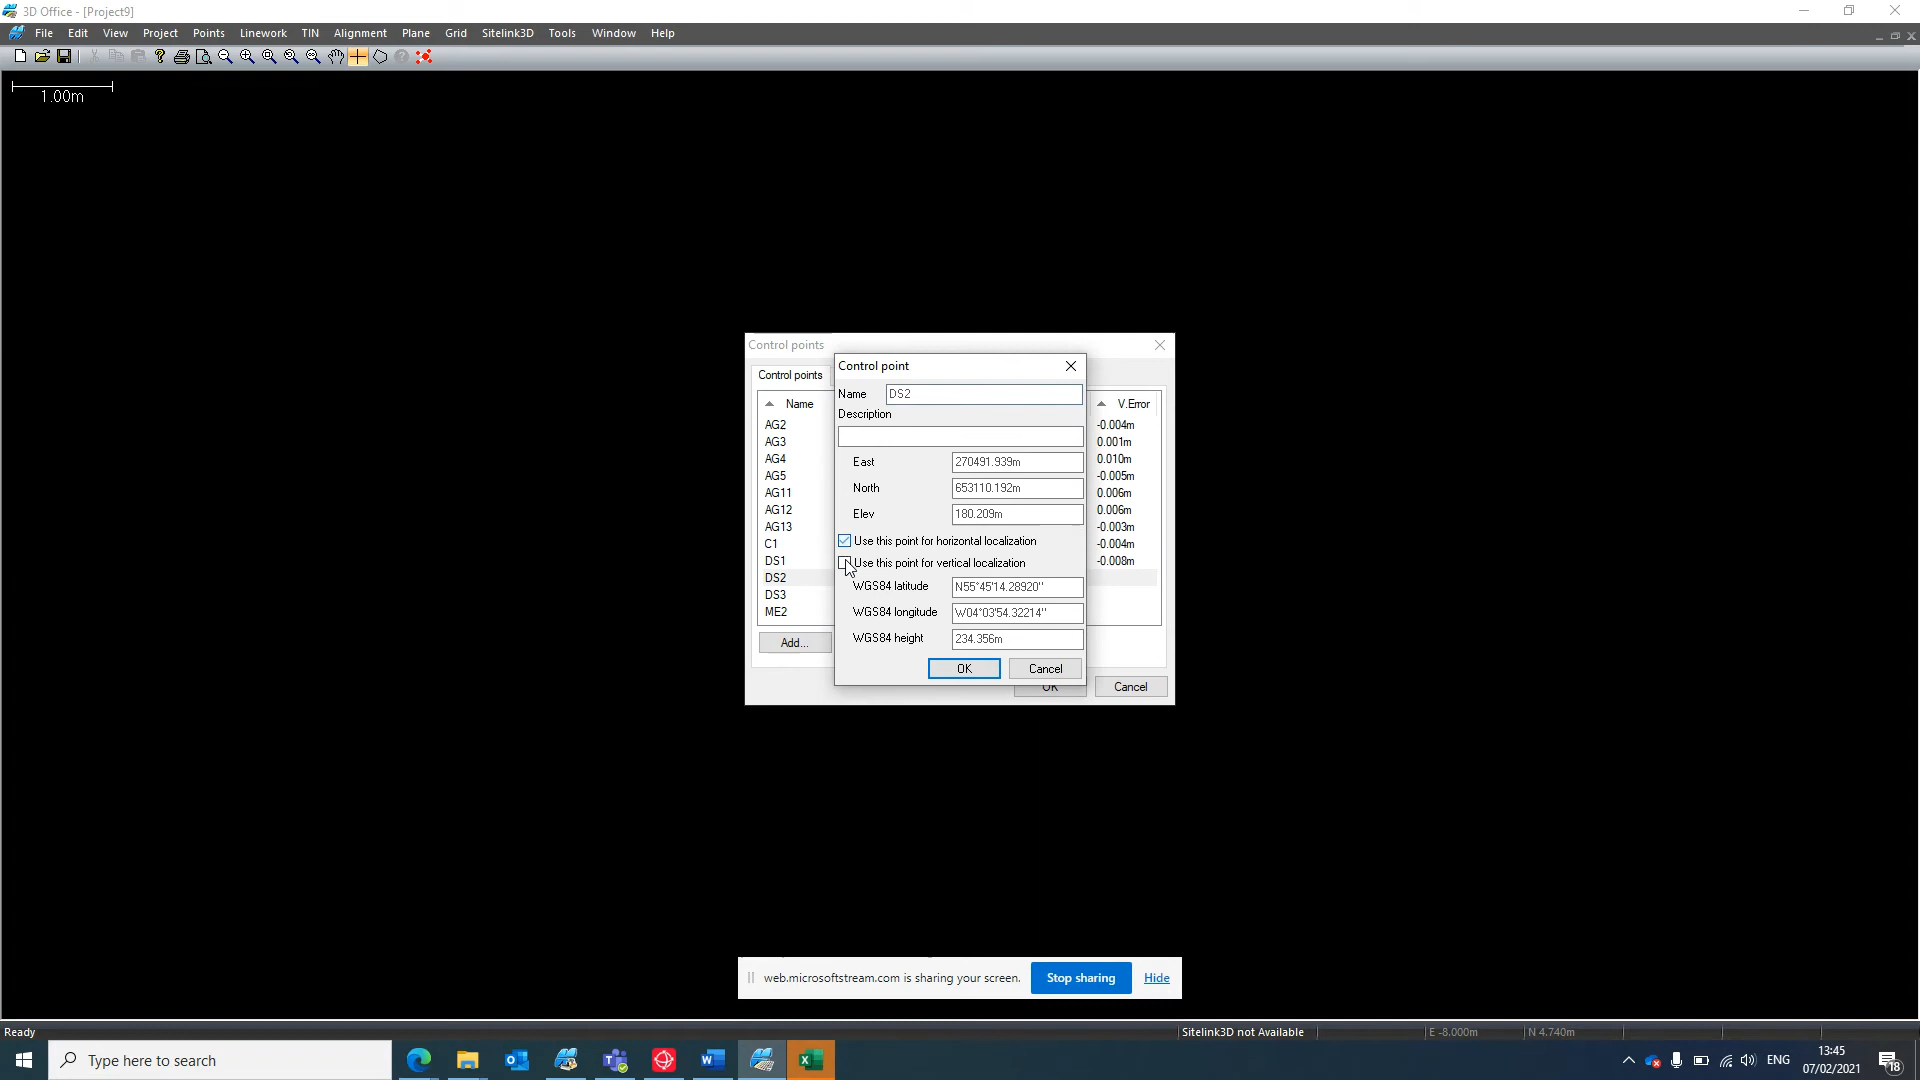 3D Office - [Project9]
File Edit View Project Points Linework TIN Alignment Plane Grid Sitelink3D Tools Window Help
1.00m
Control points
Control points
Name
V.Error
AG2
-0.004m
AG3
0.001m
AG4
0.010m
AG5
-0.005m
AG11
0.006m
AG12
0.006m
AG13
-0.003m
C1
-0.004m
DS1
-0.008m
DS2
DS3
ME2
Add...
OK
Cancel
Control point
Name
DS2
Description
East
270491.939m
North
653110.192m
Elev
180.209m
Use this point for horizontal localization
Use this point for vertical localization
WGS84 latitude
N55°45'14.28920"
WGS84 longitude
W04°03'54.32214"
WGS84 height
234.356m
OK
Cancel
web.microsoftstream.com is sharing your screen.
Stop sharing
Hide
Ready
Sitelink3D not Available
E -8.000m
N 4.740m
Type here to search
ENG
13:45
07/02/2021
18